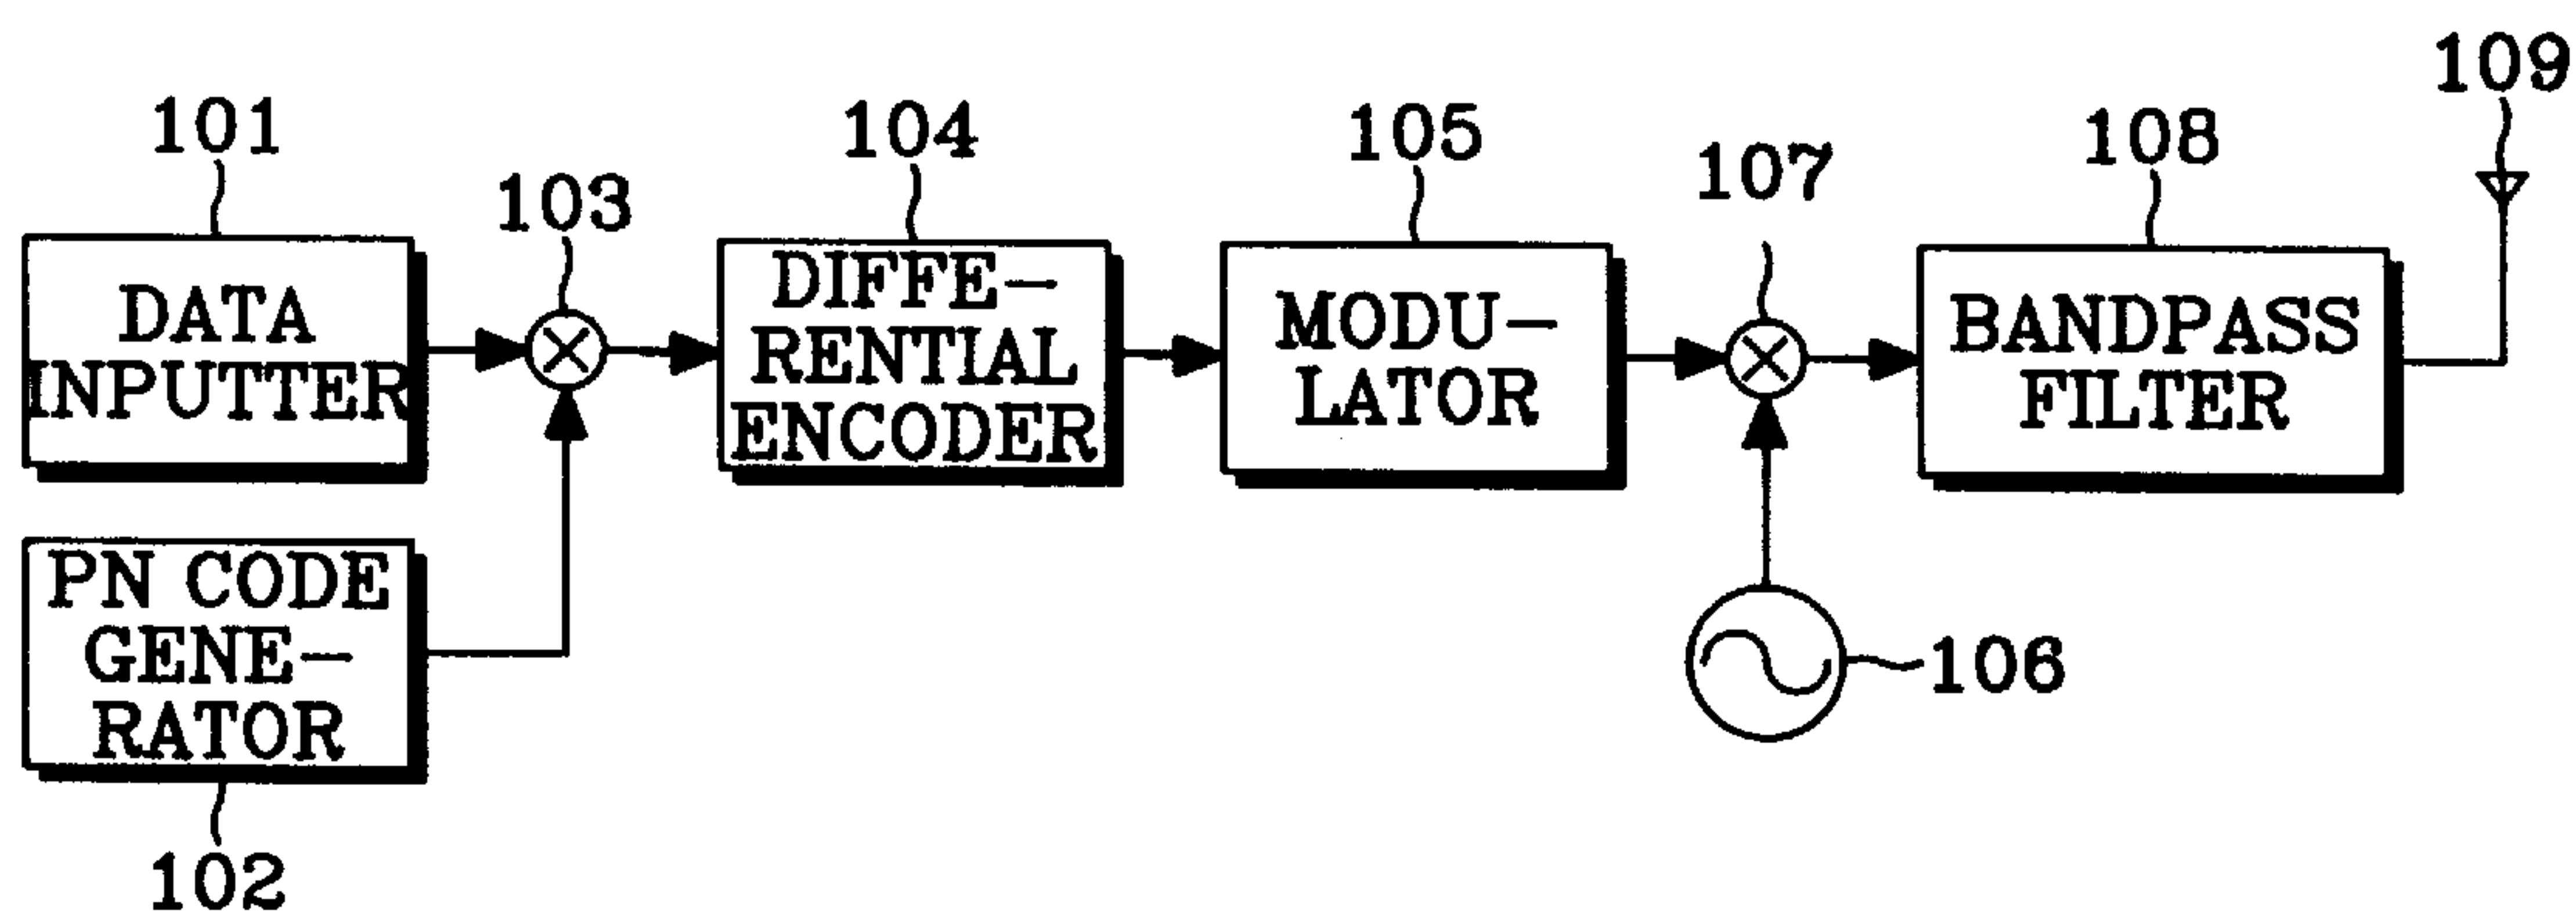 109
101
104
105
108
107
103
DATA
INPUTTER
DIFFE-
RENTIAL
ENCODER
MODU-
LATOR
BANDPASS
FILTER
PN CODE
GENE-
RATOR
106
102